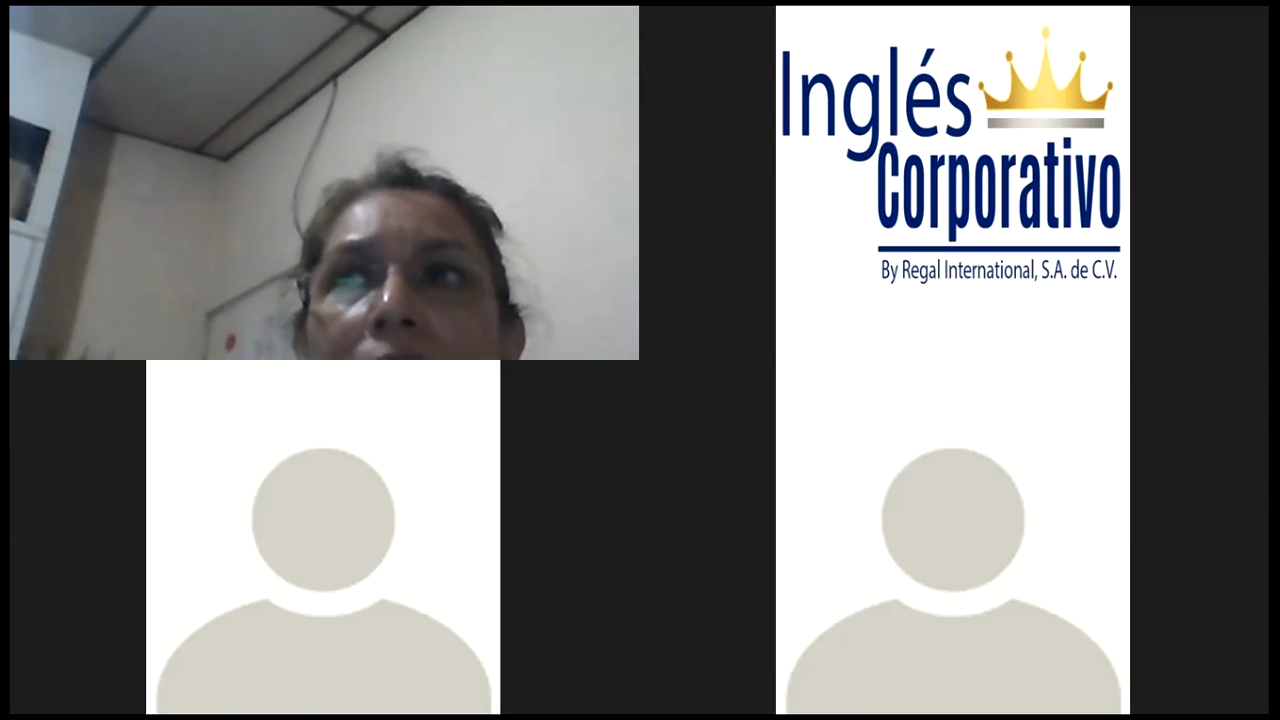 Inglés
Corporativo
By Regal International, S.A. de C.V.